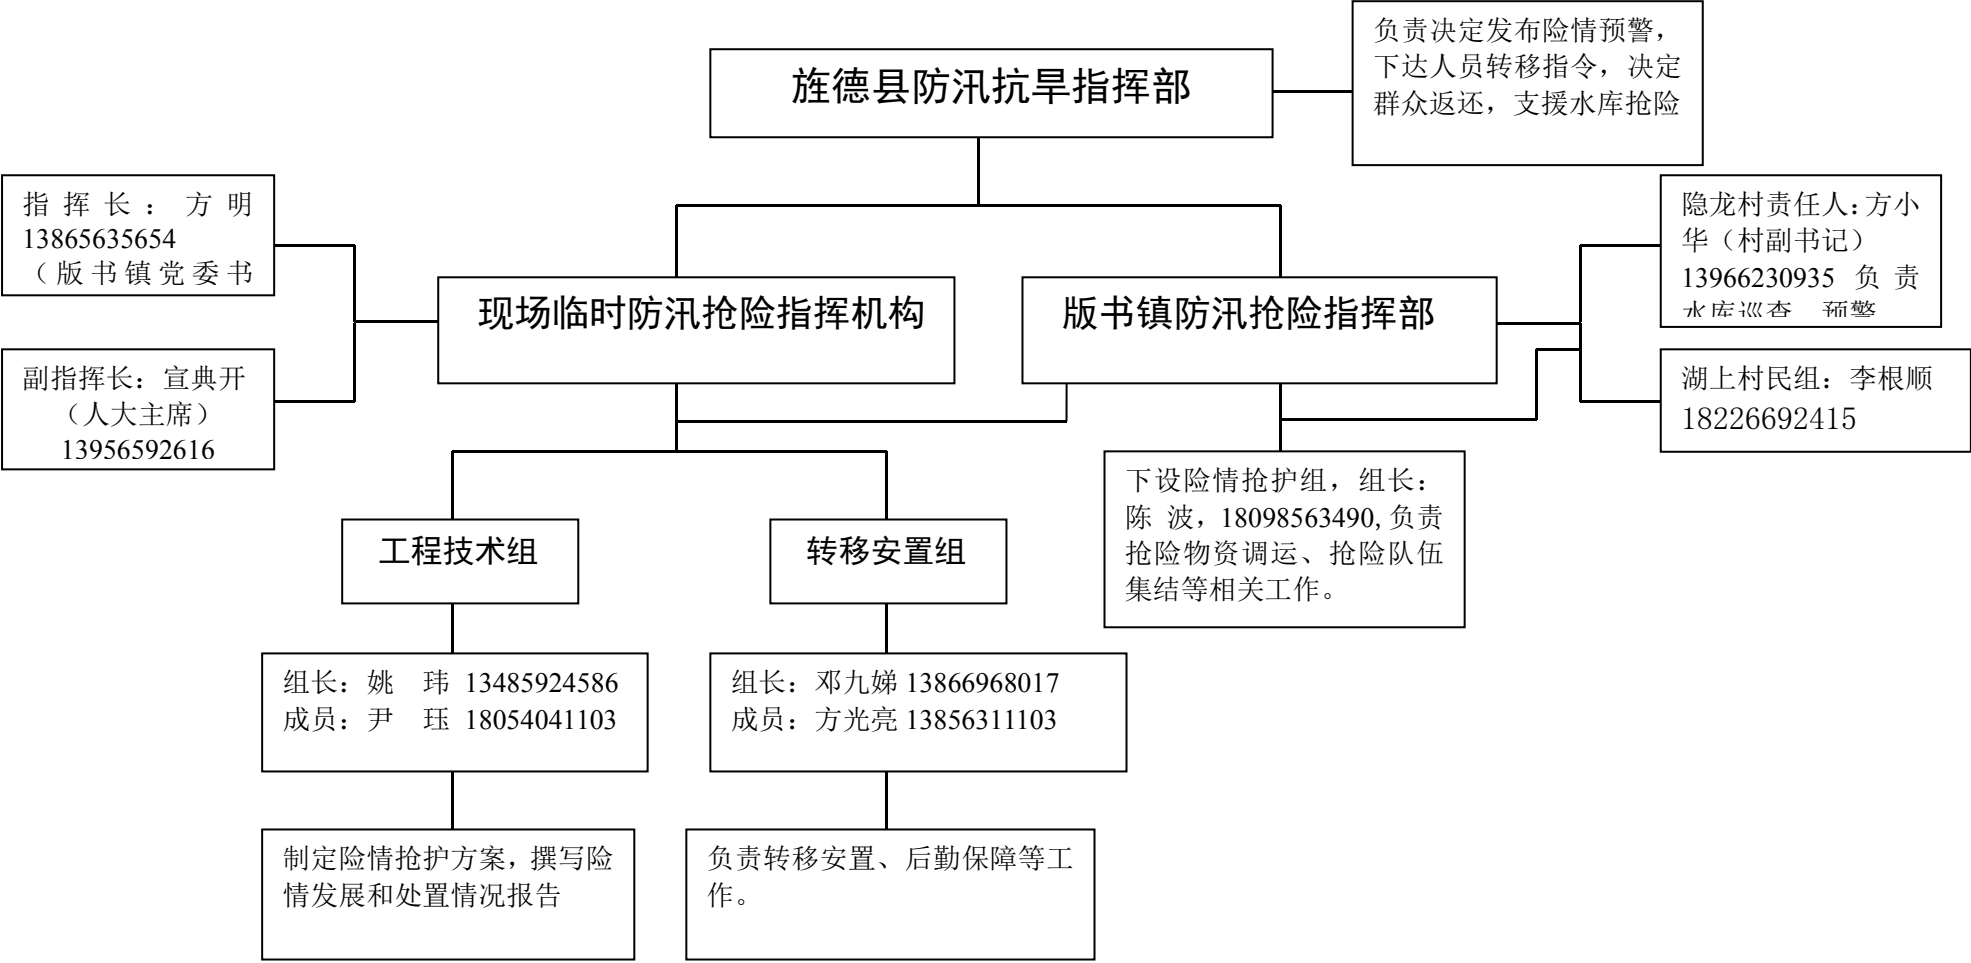 旌德县防汛抗旱指挥部
负责决定发布险情预警，
下达人员转移指令，决定
群众返还，支援水库抢险
指挥长：方明
13865635654
（版书镇党委书
副指挥长：宣典开
（人大主席）
13956592616
现场临时防汛抢险指挥机构
版书镇防汛抢险指挥部
隐龙村责任人：方小
华（村副书记）
13966230935 负责
水库巡查、预警
湖上村民组：李根顺
18226692415
下设险情抢护组，组长：
陈 波，18098563490,负责
抢险物资调运、抢险队伍
集结等相关工作。
工程技术组
转移安置组
组长：姚　玮 13485924586
成员：尹　珏 18054041103
组长：邓九娣 13866968017
成员：方光亮 13856311103
制定险情抢护方案，撰写险
情发展和处置情况报告
负责转移安置、后勤保障等工
作。